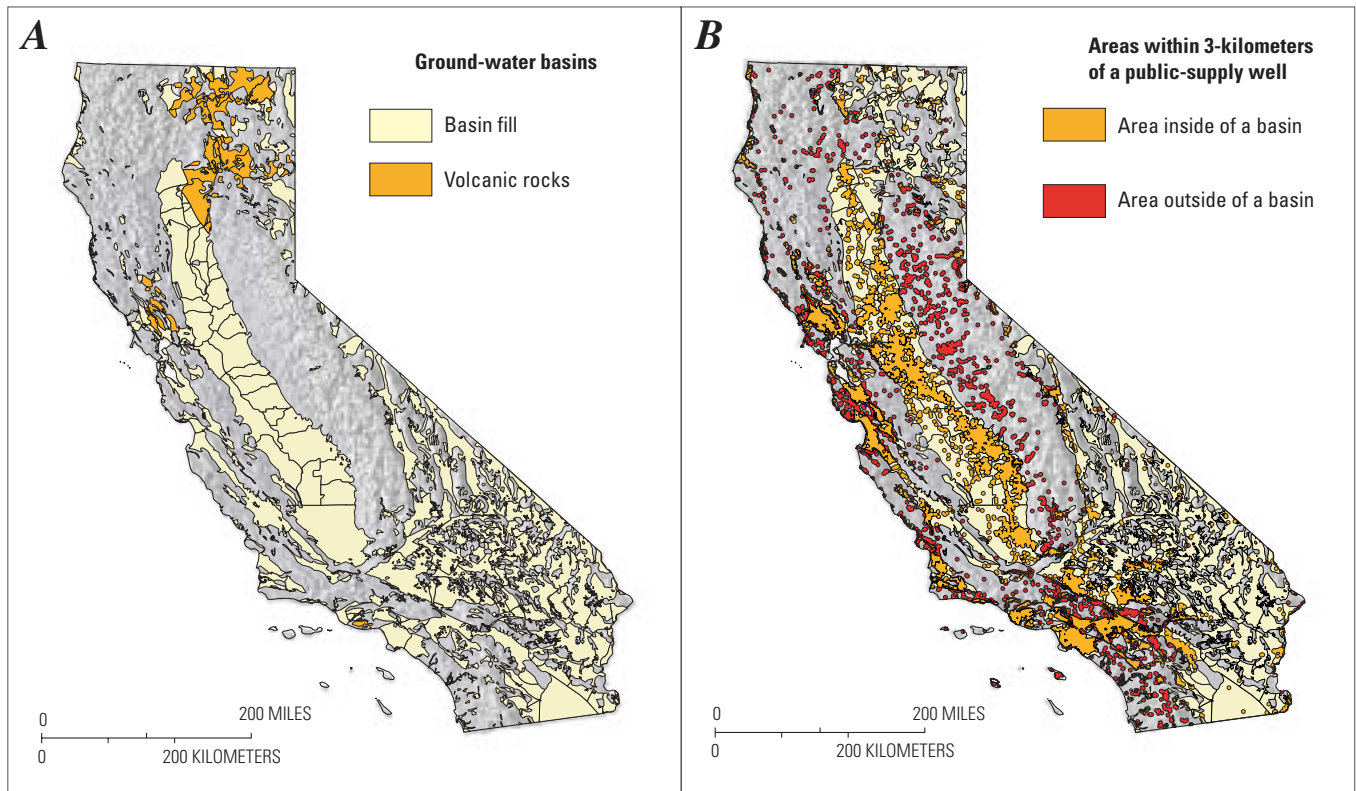 A
Ground-water basins
Basin fill
Volcanic rocks
0 200 MILES
0 200 KILOMETERS
B
Areas within 3-kilometers
of a public-supply well
Area inside of a basin
Area outside of a basin
0 200 MILES
0 200 KILOMETERS